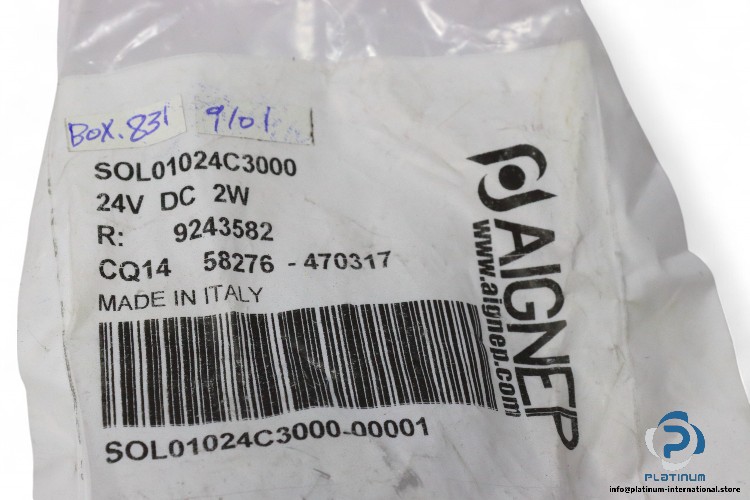 BOX.831 9101
SOL01024C3000
24V DC 2W
R: 9243582
CQ14 58276 - 470317
MADE IN ITALY
SOL01024C3000-00001
AIGNEP
www.aignep.com
PLATINUM
info@platinum-international.store